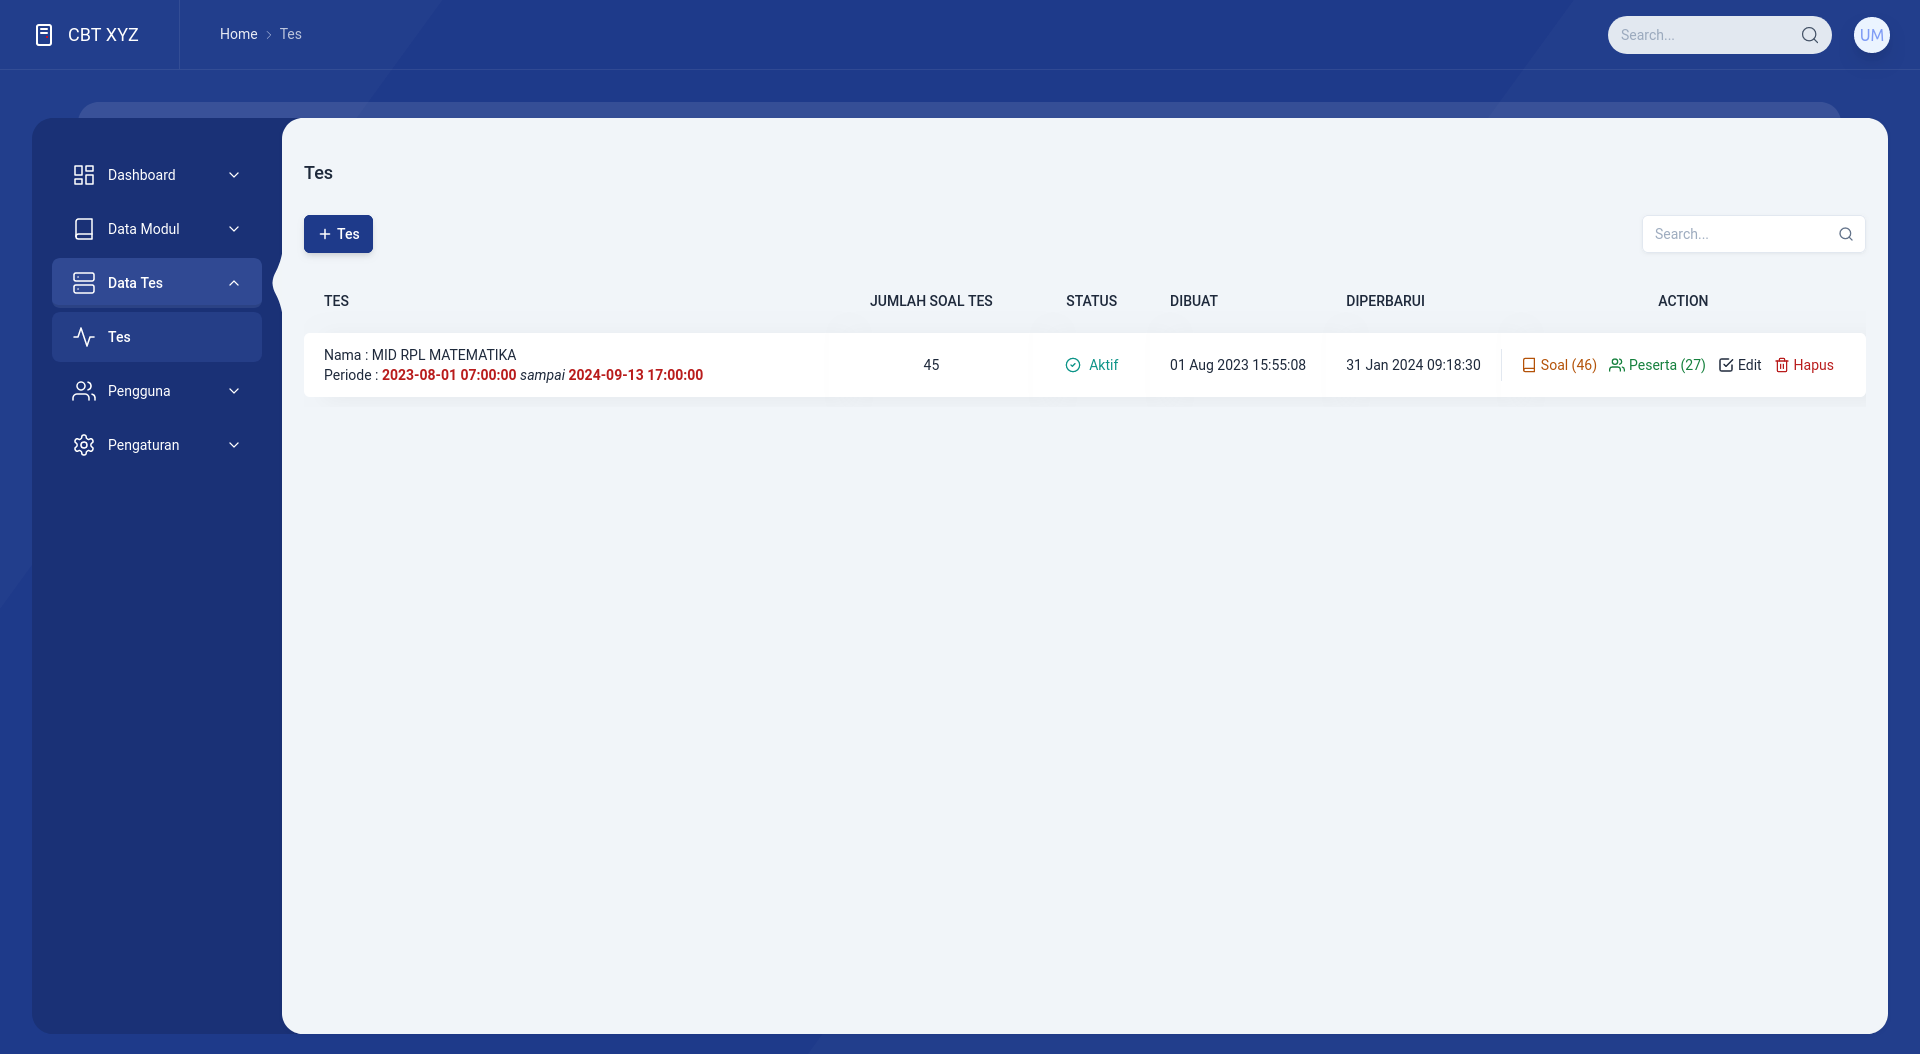 CBT XYZ
Home > Tes
Search...
UM
Dashboard
Data Modul
Data Tes
Tes
Pengguna
Pengaturan
Tes
+ Tes
Search...
TES JUMLAH SOAL TES STATUS DIBUAT DIPERBARUI ACTION
Nama : MID RPL MATEMATIKA
Periode : 2023-08-01 07:00:00 sampai 2024-09-13 17:00:00
45 Aktif 01 Aug 2023 15:55:08 31 Jan 2024 09:18:30 Soal (46) Peserta (27) Edit Hapus